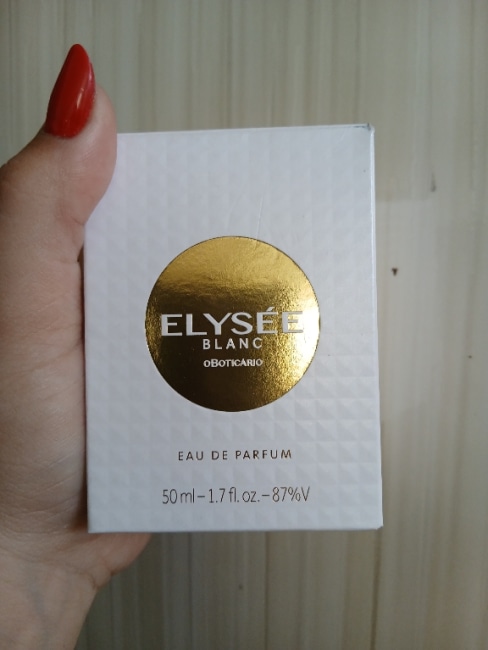 ELYSÉE
BLANC
oBoticário
EAU DE PARFUM
50 ml – 1.7 fl. oz. – 87%V